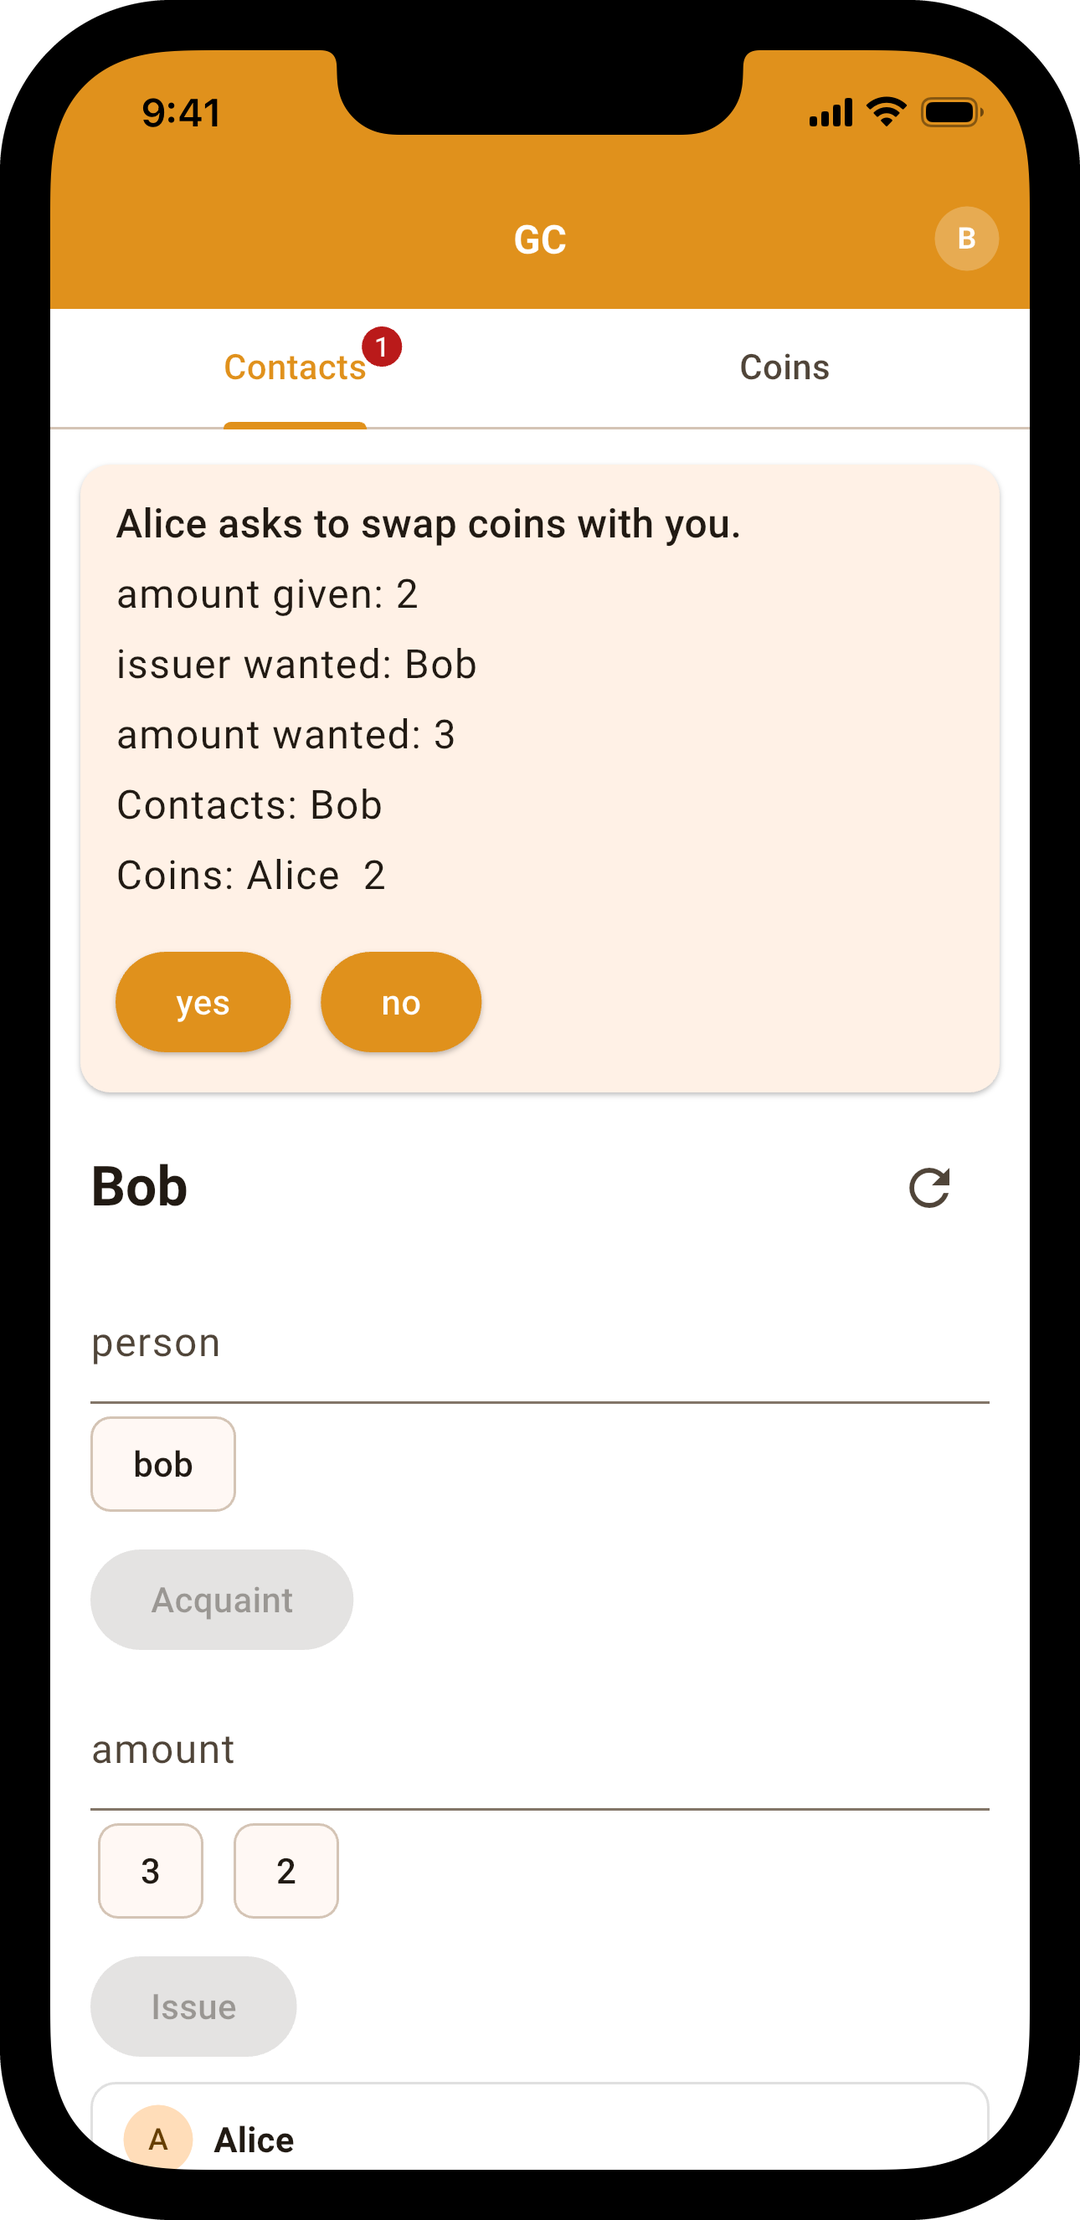 9:41
GC
B
Contacts 1
Coins
Alice asks to swap coins with you.
amount given: 2
issuer wanted: Bob
amount wanted: 3
Contacts: Bob
Coins: Alice  2
yes
no
Bob
person
bob
Acquaint
amount
3
2
Issue
A
Alice